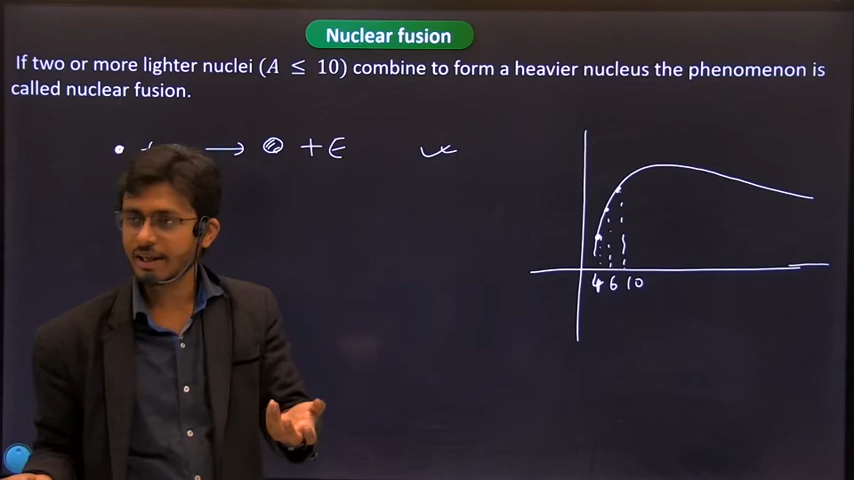 Nuclear fusion
If two or more lighter nuclei (A ≤ 10) combine to form a heavier nucleus the phenomenon is
called nuclear fusion.
+ → + E
4 6 10